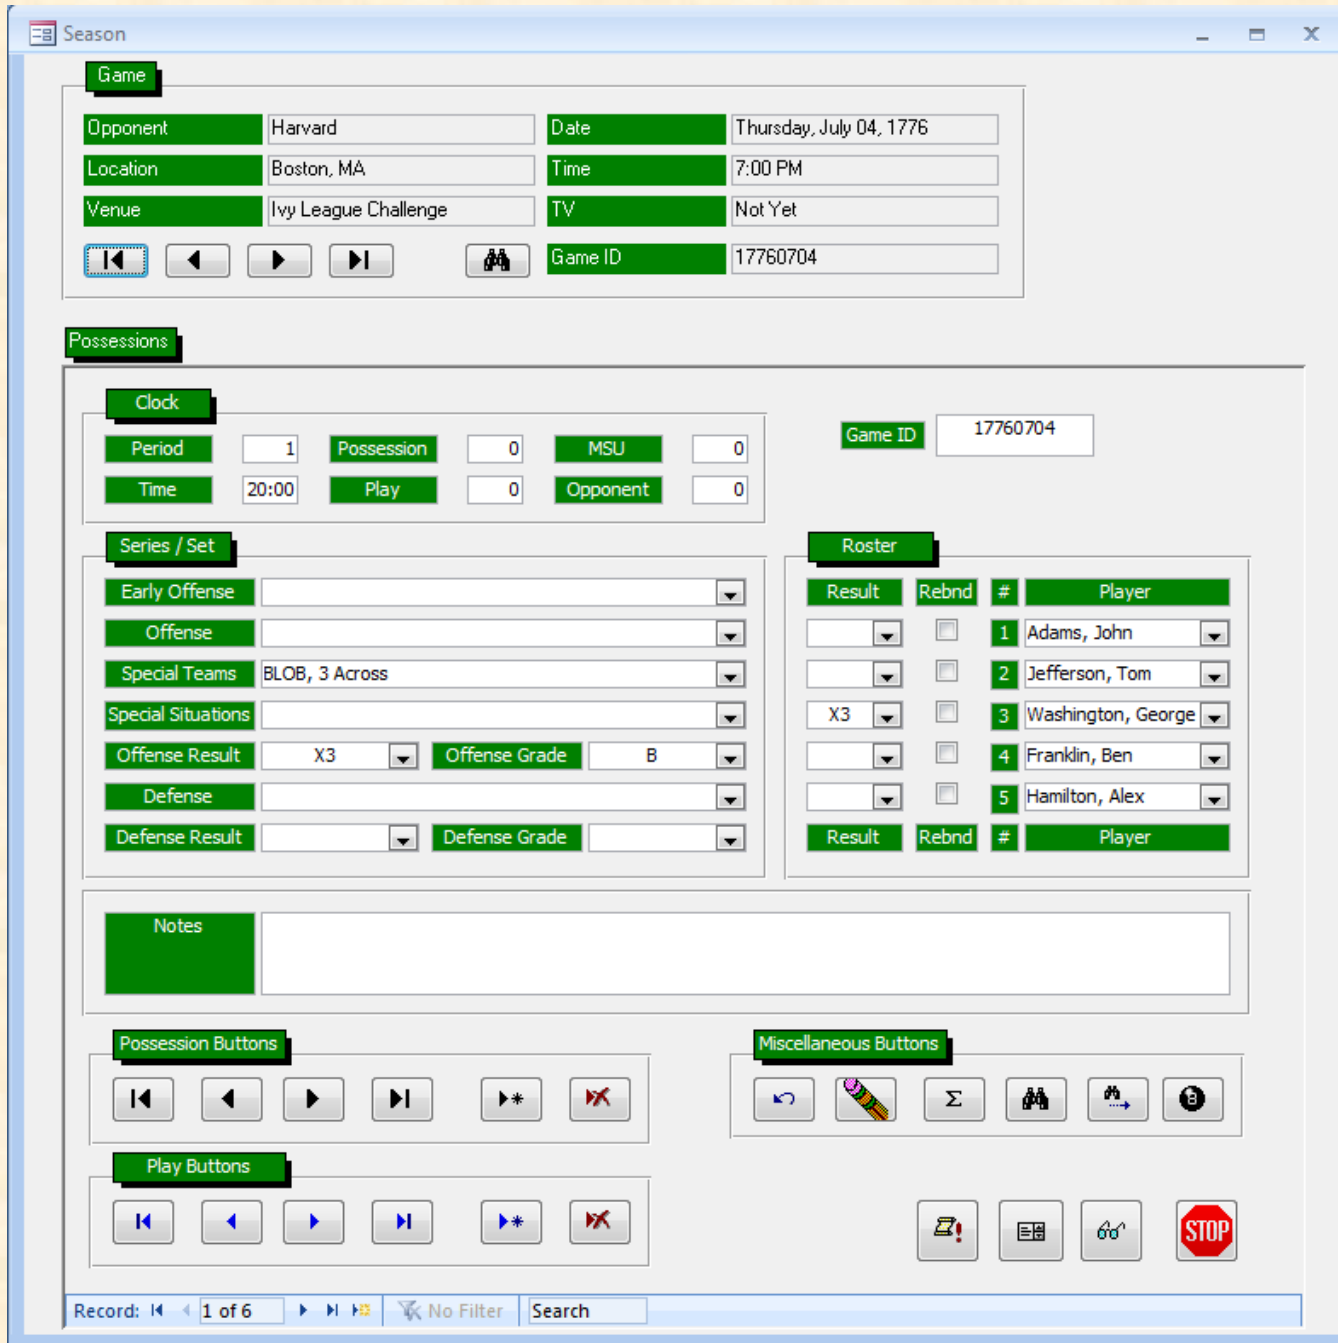 Season
Game
Opponent Harvard Date Thursday, July 04, 1776
Location Boston, MA Time 7:00 PM
Venue Ivy League Challenge TV Not Yet
Game ID 17760704
Possessions
Clock
Game ID 17760704
Period 1 Possession 0 MSU 0
Time 20:00 Play 0 Opponent 0
Series / Set
Early Offense
Offense
Special Teams BLOB, 3 Across
Special Situations
Offense Result X3 Offense Grade B
Defense
Defense Result Defense Grade
Roster
Result Rebnd # Player
1 Adams, John
2 Jefferson, Tom
X3 3 Washington, George
4 Franklin, Ben
5 Hamilton, Alex
Result Rebnd # Player
Notes
Possession Buttons
Miscellaneous Buttons
Σ
Play Buttons
STOP
Record: 1 of 6 No Filter Search